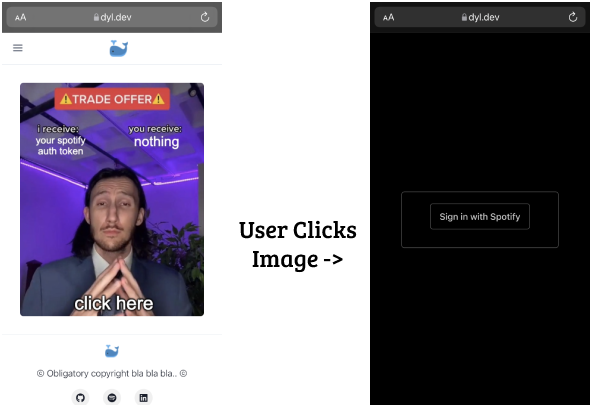 AA dyl.dev
⚠️TRADE OFFER⚠️
i receive:
your spotify
auth token
you receive:
nothing
click here
© Obligatory copyright bla bla bla.. ©
User Clicks
Image ->
AA dyl.dev
Sign in with Spotify